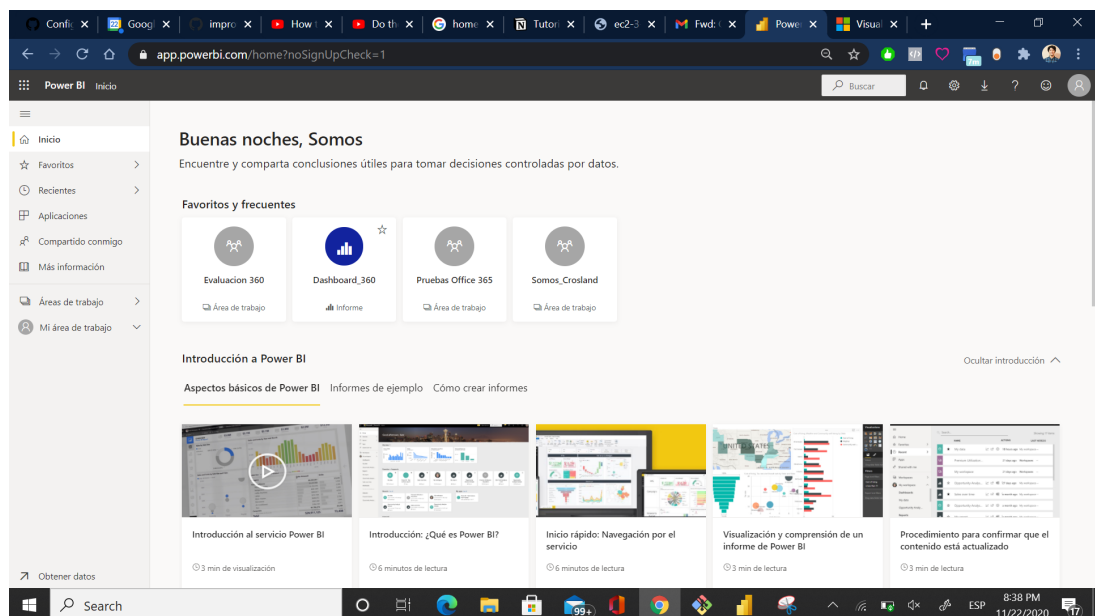 Config
Googl
impro
How t
Do th
home
Tutori
ec2-3
Fwd: (
Power
Visual
app.powerbi.com/home?noSignUpCheck=1
7m
Power BI Inicio
Buscar
Inicio
Favoritos
Recientes
Aplicaciones
Compartido conmigo
Más información
Áreas de trabajo
Mi área de trabajo
Obtener datos
Buenas noches, Somos
Encuentre y comparta conclusiones útiles para tomar decisiones controladas por datos.
Favoritos y frecuentes
Evaluacion 360
Área de trabajo
Dashboard_360
Informe
Pruebas Office 365
Área de trabajo
Somos_Crosland
Área de trabajo
Introducción a Power BI
Ocultar introducción
Aspectos básicos de Power BI Informes de ejemplo Cómo crear informes
UNITED STATES
Introducción al servicio Power BI
3 min de visualización
Introducción: ¿Qué es Power BI?
6 minutos de lectura
Inicio rápido: Navegación por el
servicio
6 minutos de lectura
Visualización y comprensión de un
informe de Power BI
3 min de lectura
Procedimiento para confirmar que el
contenido está actualizado
3 min de lectura
Search
99+
ESP
8:38 PM
11/22/2020
17